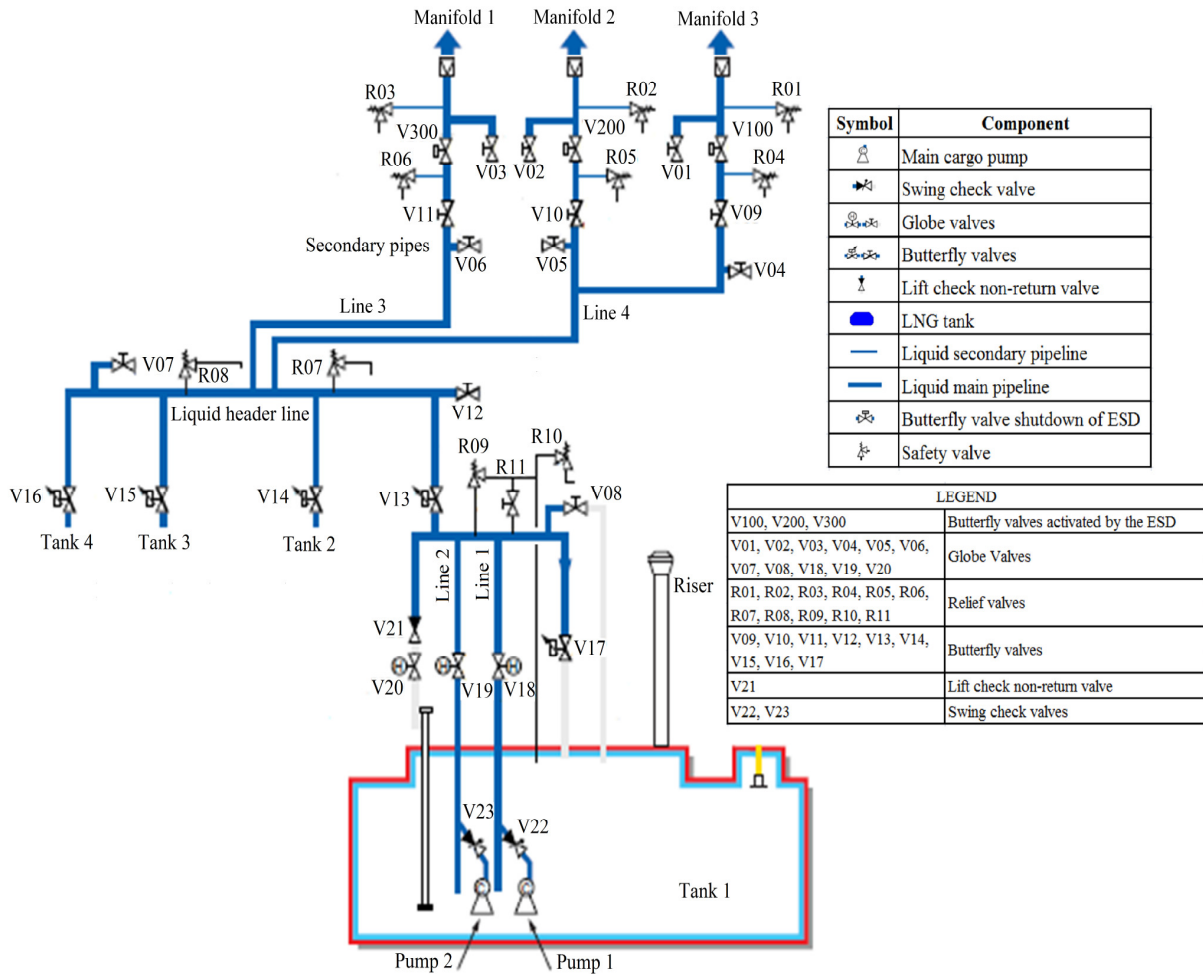 Manifold 1
Manifold 2
Manifold 3
R03
R02
R01
V300
V200
V100
R06
V03
V02
R05
V01
R04
V11
V10
V09
Secondary pipes
V06
V05
V04
Line 3
Line 4
V07
R08
R07
Liquid header line
V12
R09
R10
R11
V16
V15
V14
V13
V08
Tank 4
Tank 3
Tank 2
Line 2
Line 1
Riser
V21
V17
V20
V19
V18
V23
V22
Tank 1
Pump 2
Pump 1
Symbol Component
Main cargo pump
Swing check valve
Globe valves
Butterfly valves
Lift check non-return valve
LNG tank
Liquid secondary pipeline
Liquid main pipeline
Butterfly valve shutdown of ESD
Safety valve
LEGEND
V100, V200, V300 Butterfly valves activated by the ESD
V01, V02, V03, V04, V05, V06,
V07, V08, V18, V19, V20
Globe Valves
R01, R02, R03, R04, R05, R06,
R07, R08, R09, R10, R11
Relief valves
V09, V10, V11, V12, V13, V14,
V15, V16, V17
Butterfly valves
V21 Lift check non-return valve
V22, V23 Swing check valves